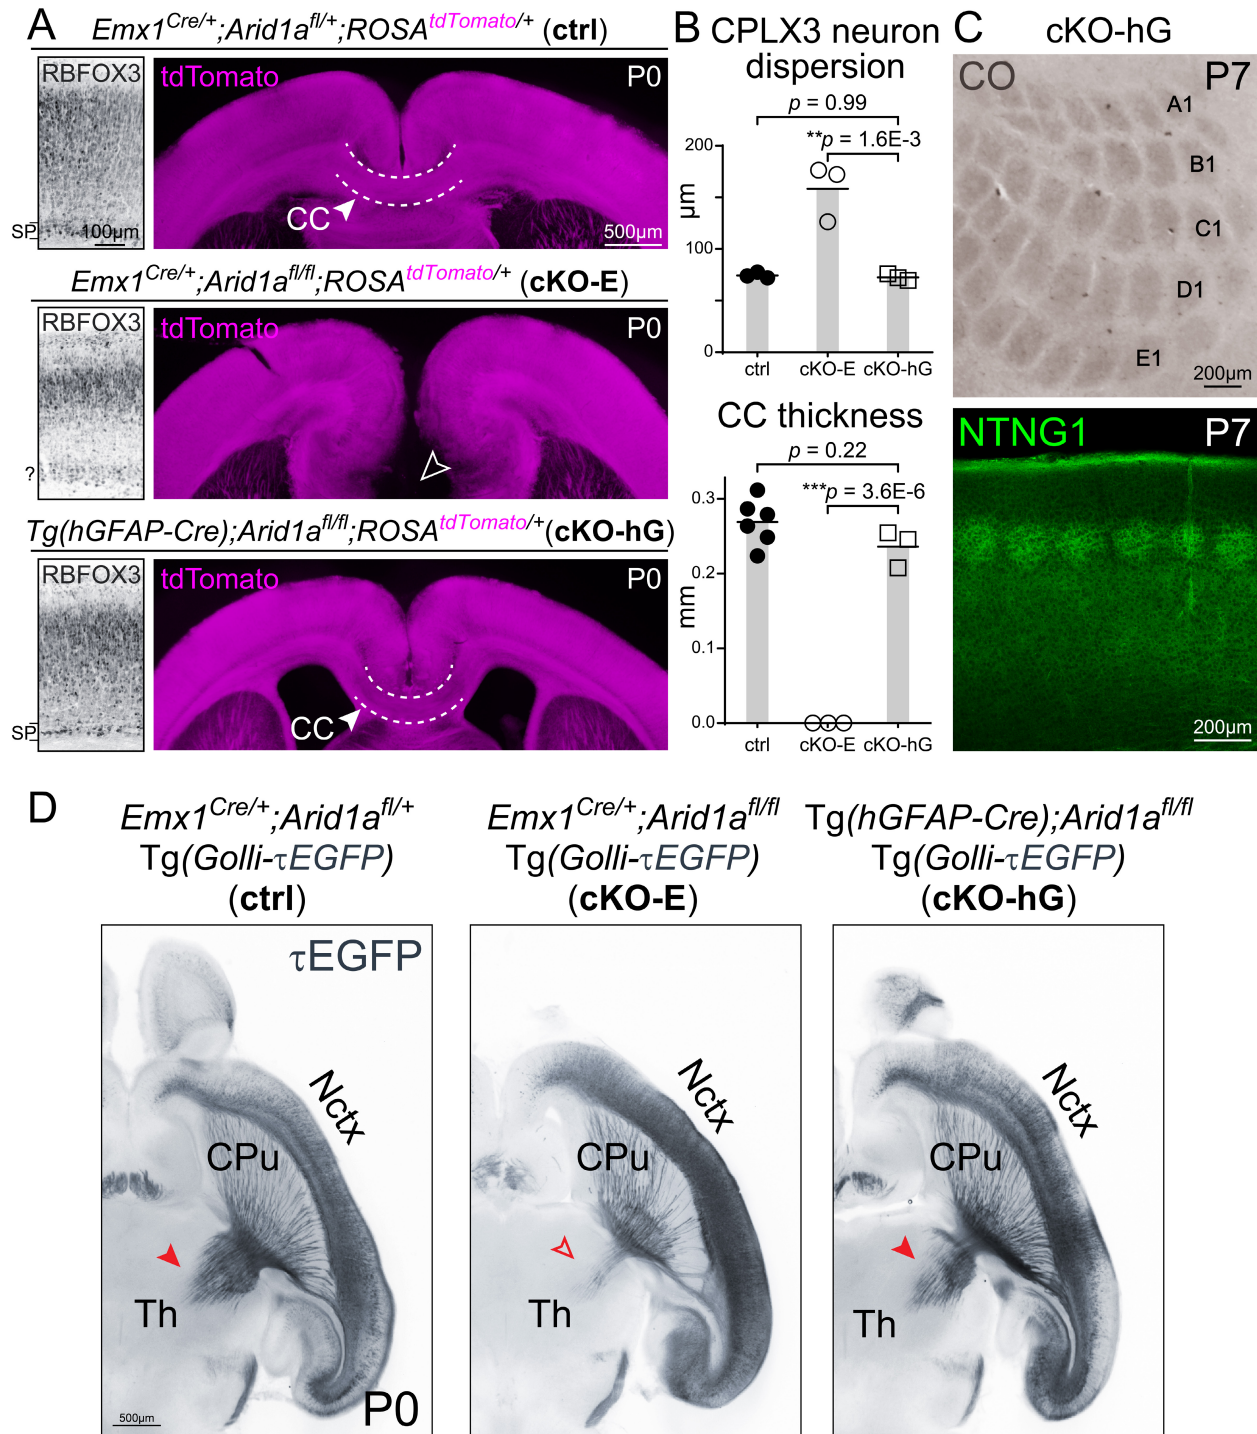 A
Emx1Cre/+;Arid1afl/+;ROSAtdTomato/+ (ctrl)
RBFOX3
SP
100µm
tdTomato
P0
CC
500µm
Emx1Cre/+;Arid1afl/fl;ROSAtdTomato/+ (cKO-E)
RBFOX3
?
tdTomato
P0
Tg(hGFAP-Cre);Arid1afl/fl;ROSAtdTomato/+(cKO-hG)
RBFOX3
SP
tdTomato
P0
CC
B
CPLX3 neuron
dispersion
p = 0.99
**p = 1.6E-3
200
µm
100
0
ctrl
cKO-E
cKO-hG
CC thickness
p = 0.22
***p = 3.6E-6
0.3
0.2
mm
0.1
0.0
ctrl
cKO-E
cKO-hG
C
cKO-hG
CO
P7
A1
B1
C1
D1
E1
200µm
NTNG1
P7
200µm
D
Emx1Cre/+;Arid1afl/+
Tg(Golli-τEGFP)
(ctrl)
τEGFP
Nctx
CPu
Th
500µm
P0
Emx1Cre/+;Arid1afl/fl
Tg(Golli-τEGFP)
(cKO-E)
Nctx
CPu
Th
Tg(hGFAP-Cre);Arid1afl/fl
Tg(Golli-τEGFP)
(cKO-hG)
Nctx
CPu
Th